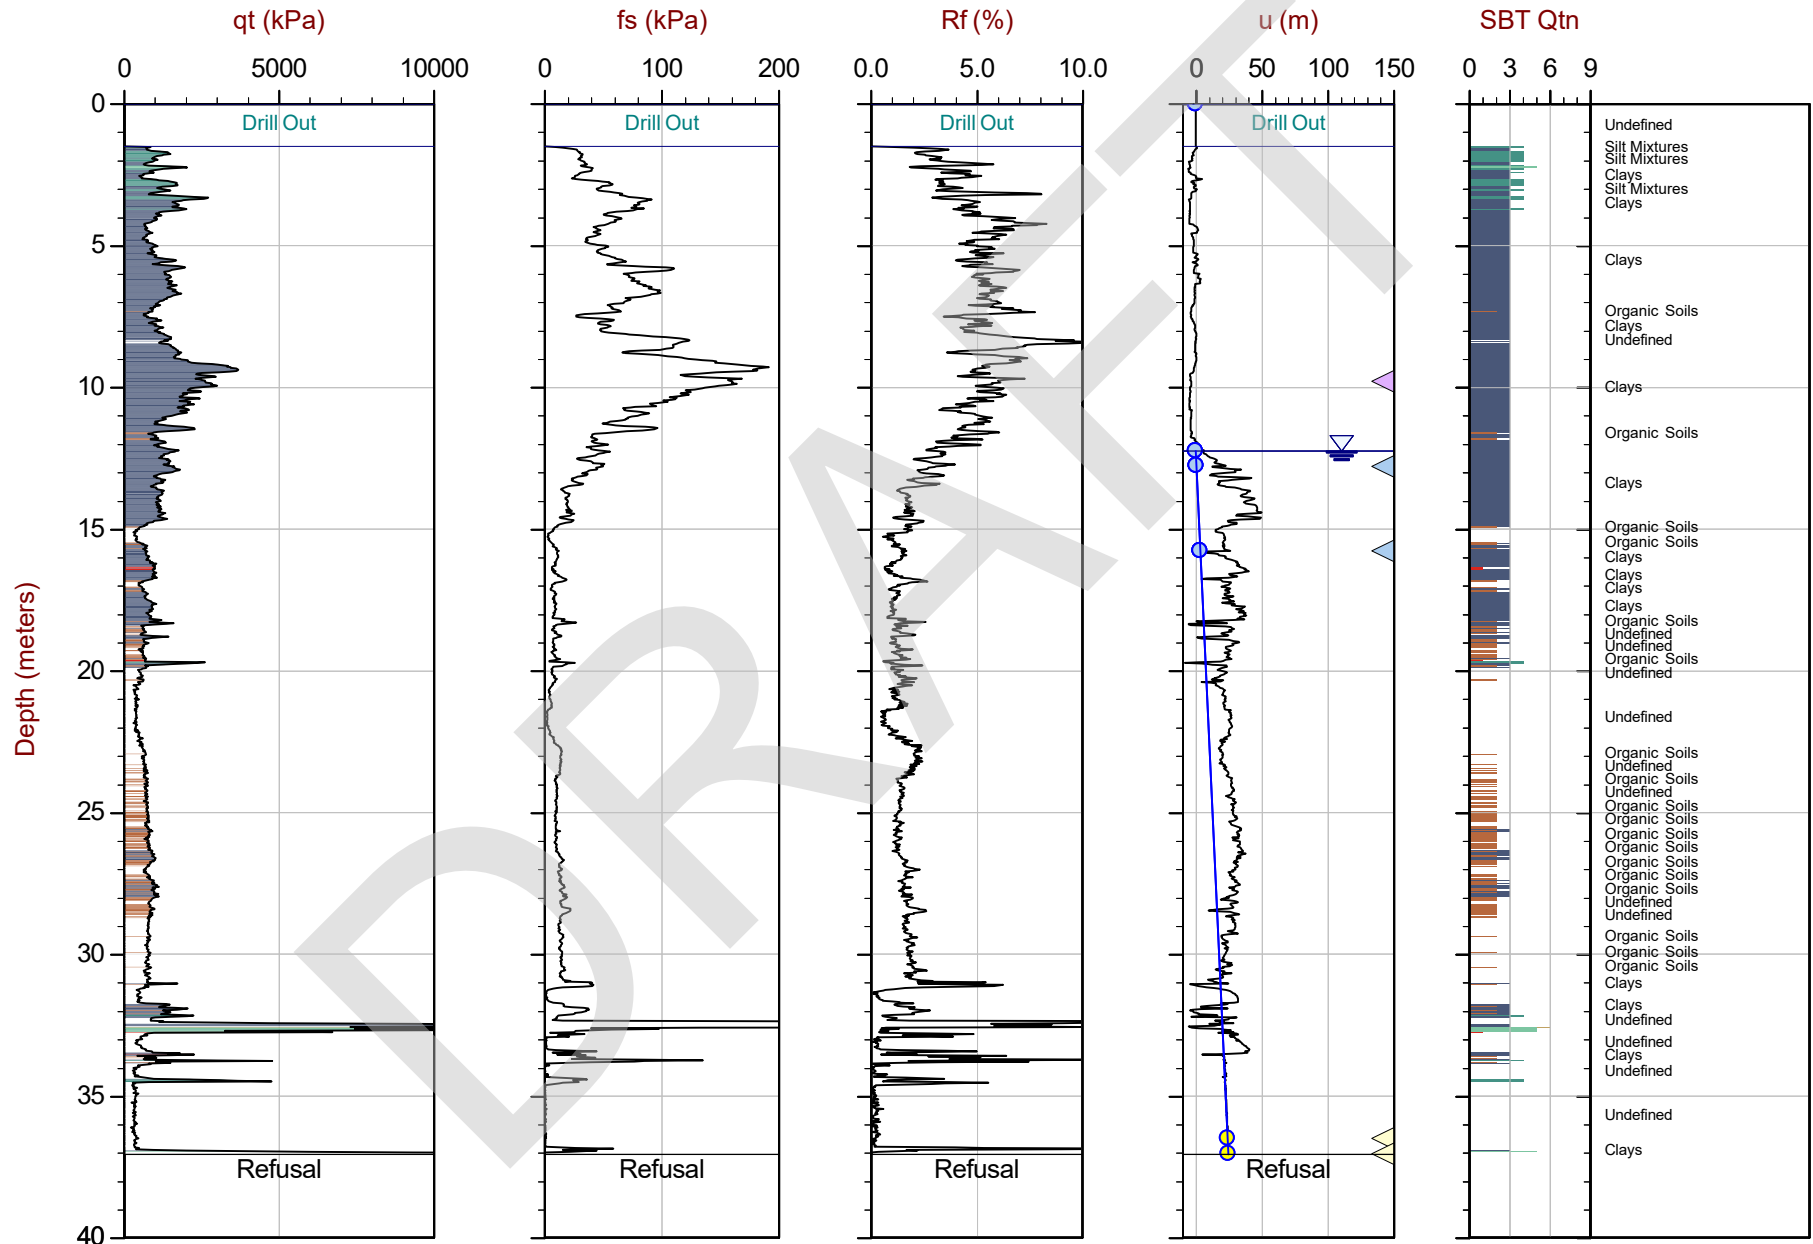 qt (kPa) fs (kPa) Rf (%) u (m) SBT Qtn
0 5000 10000 0 100 200 0.0 5.0 10.0 0 50 100 150 0 3 6 9
0
Drill Out Drill Out Drill Out Drill Out
Undefined
Silt Mixtures
Silt Mixtures
Clays
Silt Mixtures
Clays
5
Clays
Organic Soils
Clays
Undefined
10
Clays
Organic Soils
Clays
15
Organic Soils
Organic Soils
Clays
Clays
Clays
Clays
Organic Soils
Undefined
Undefined
Organic Soils
20
Undefined
Depth (meters)
Undefined
Organic Soils
Undefined
Organic Soils
Undefined
Organic Soils
25
Organic Soils
Organic Soils
Organic Soils
Organic Soils
Organic Soils
Organic Soils
Undefined
Undefined
Organic Soils
30
Organic Soils
Organic Soils
Clays
Clays
Undefined
Undefined
Clays
Undefined
35
Undefined
Clays
Refusal Refusal Refusal Refusal
40
DRAFT